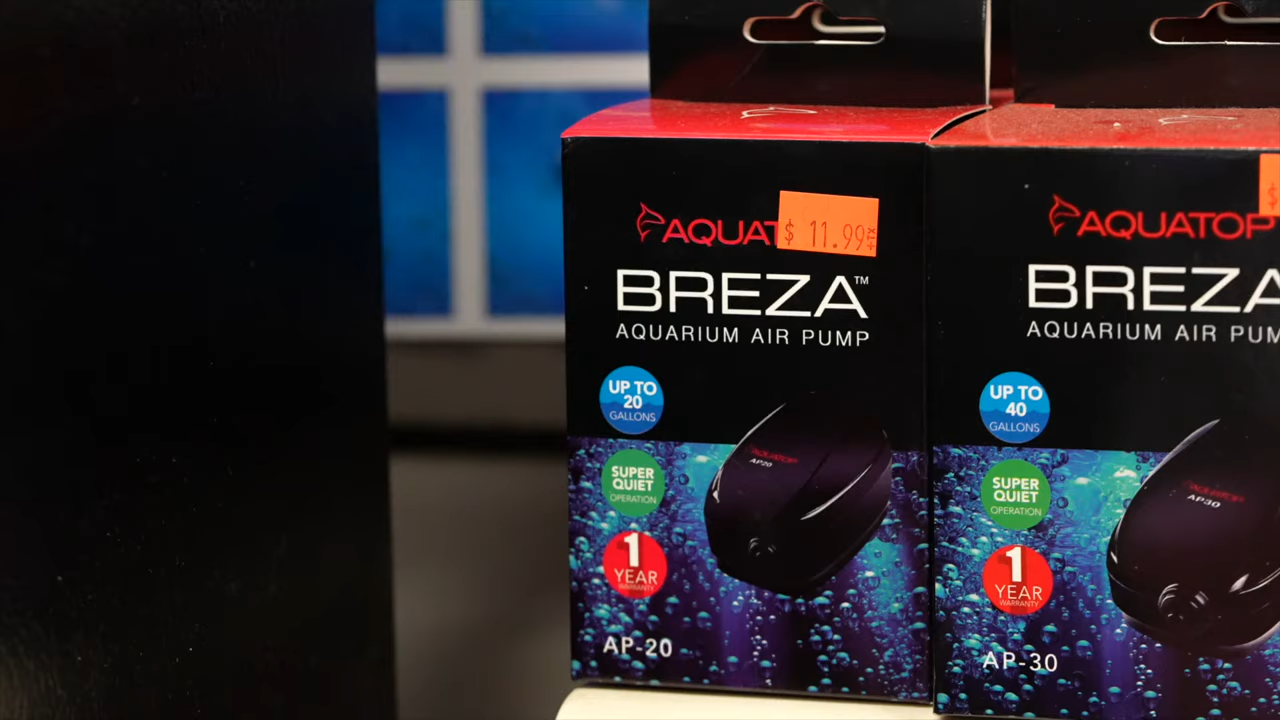 AQUAT
$ 11.99 +TX
BREZA™
AQUARIUM AIR PUMP
UP TO
20
GALLONS
SUPER
QUIET
OPERATION
1
YEAR
WARRANTY
AQUATOP
AP20
AP-20
$
AQUATOP
BREZA
AQUARIUM AIR PUM
UP TO
40
GALLONS
SUPER
QUIET
OPERATION
1
YEAR
WARRANTY
AQUATOP
AP30
AP-30